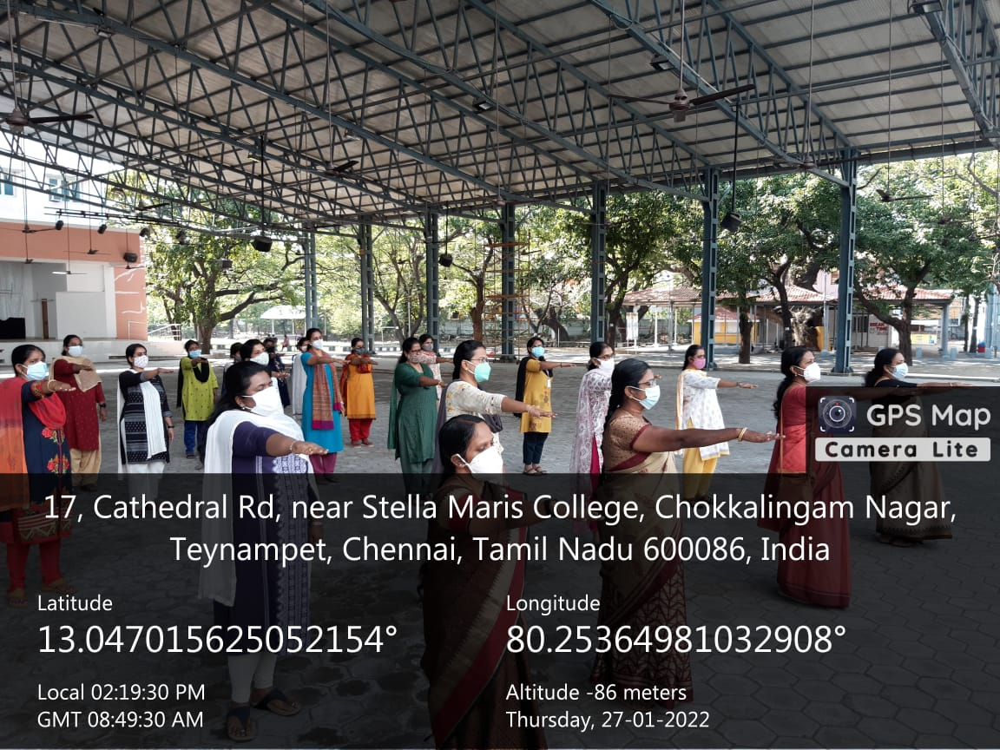 GPS Map
Camera Lite
17, Cathedral Rd, near Stella Maris College, Chokkalingam Nagar,
Teynampet, Chennai, Tamil Nadu 600086, India
Latitude
13.047015625052154°
Longitude
80.25364981032908°
Local 02:19:30 PM
GMT 08:49:30 AM
Altitude -86 meters
Thursday, 27-01-2022